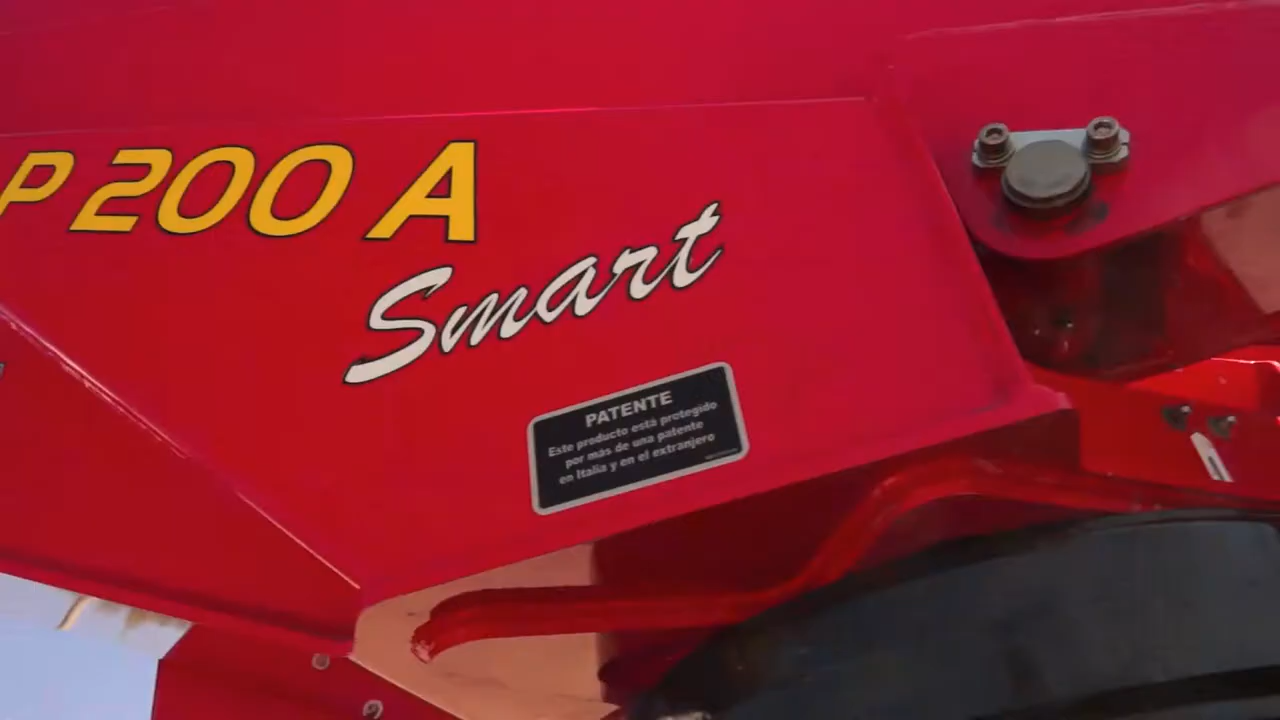 P 200 A
Smart
PATENTE
Este producto está protegido
por más de una patente
en Italia y en el extranjero